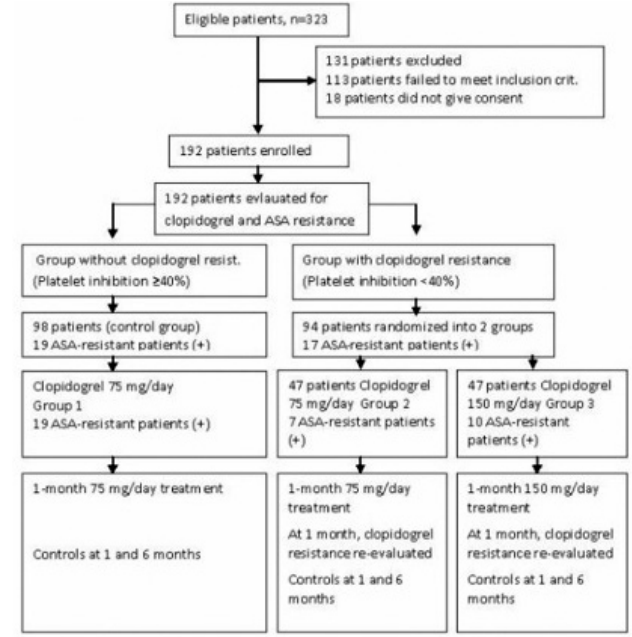 Eligible patients, n=323
131 patients excluded
113 patients failed to meet inclusion crit.
18 patients did not give consent
192 patients enrolled
192 patients evlauated for
clopidogrel and ASA resistance
Group without clopidogrel resist.
(Platelet inhibition ≥40%)
Group with clopidogrel resistance
(Platelet inhibition <40%)
98 patients (control group)
19 ASA-resistant patients (+)
94 patients randomized into 2 groups
17 ASA-resistant patients (+)
Clopidogrel 75 mg/day
Group 1
19 ASA-resistant patients (+)
47 patients Clopidogrel
75 mg/day Group 2
7 ASA-resistant patients
(+)
47 patients Clopidogrel
150 mg/day Group 3
10 ASA-resistant
patients (+)
1-month 75 mg/day treatment
Controls at 1 and 6 months
1-month 75 mg/day
treatment
At 1 month, clopidogrel
resistance re-evaluated
Controls at 1 and 6
months
1-month 150 mg/day
treatment
At 1 month, clopidogrel
resistance re-evaluated
Controls at 1 and 6
months